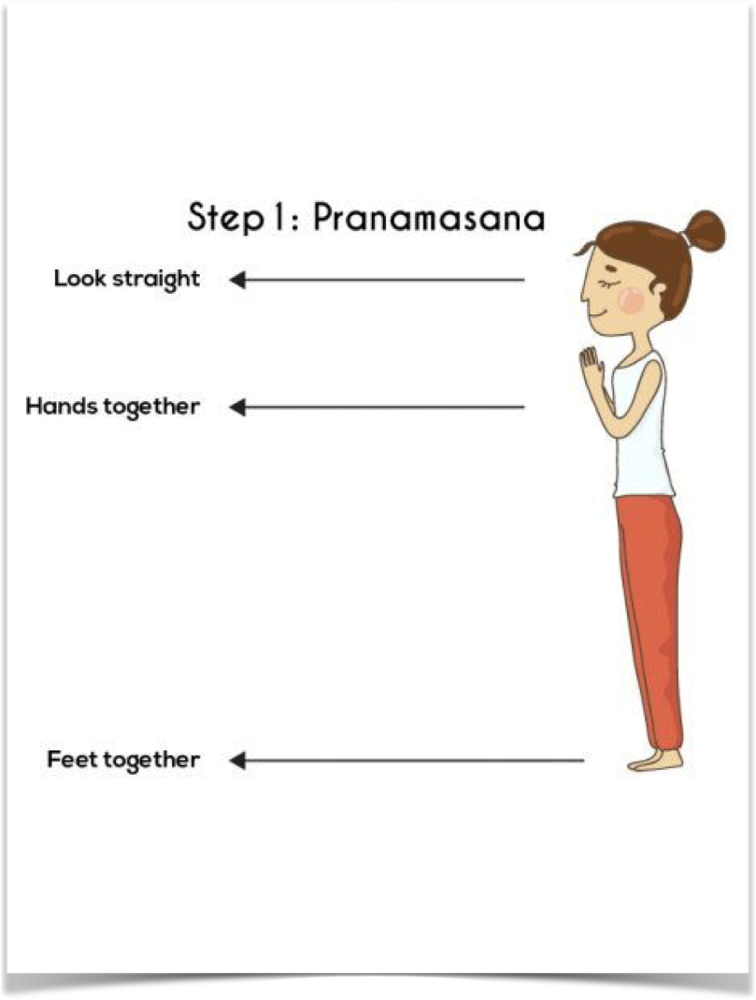 Step 1: Pranamasana
Look straight
Hands together
Feet together